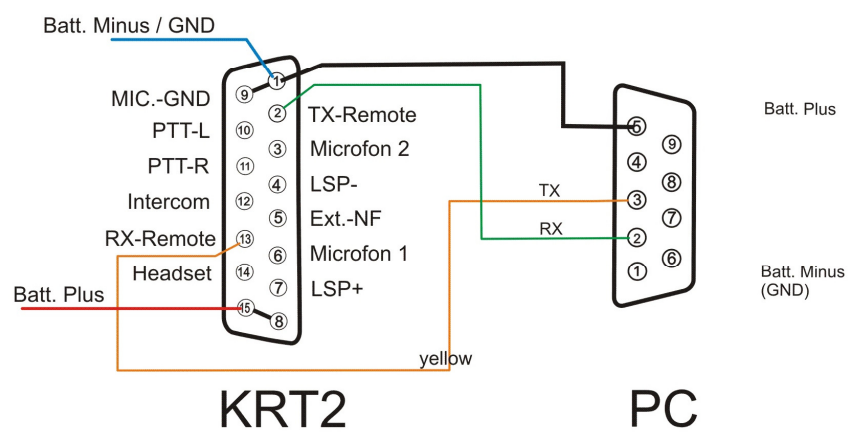 Batt. Minus / GND
1
9
MIC.-GND
2
TX-Remote
5
Batt. Plus
PTT-L
10
3
Microfon 2
9
PTT-R
11
4
LSP-
4
8
Intercom
12
5
Ext.-NF
TX
3
7
RX-Remote
13
6
Microfon 1
RX
2
6
Headset
14
7
LSP+
1
Batt. Minus
(GND)
Batt. Plus
15
8
yellow
KRT2
PC